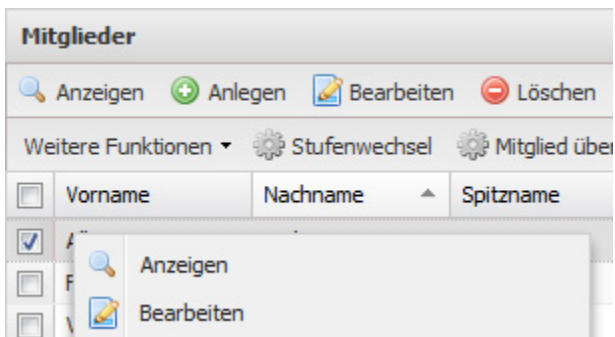 Mitglieder
Anzeigen Anlegen Bearbeiten Löschen
Weitere Funktionen Stufenwechsel Mitglied über
Vorname Nachname Spitzname
Anzeigen
Bearbeiten